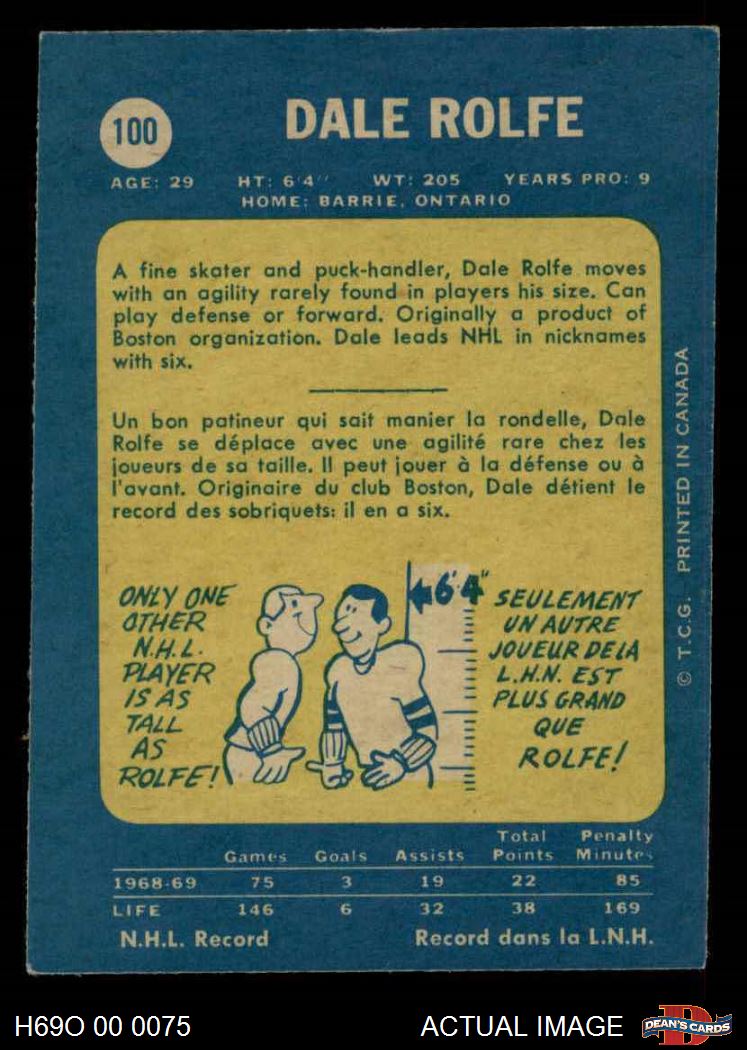 100
DALE ROLFE
AGE: 29 HT: 6'4'' WT: 205 YEARS PRO: 9
HOME: BARRIE, ONTARIO
A fine skater and puck-handler, Dale Rolfe moves
with an agility rarely found in players his size. Can
play defense or forward. Originally a product of
Boston organization. Dale leads NHL in nicknames
with six.
Un bon patineur qui sait manier la rondelle, Dale
Rolfe se déplace avec une agilité rare chez les
joueurs de sa taille. Il peut jouer à la défense ou à
l'avant. Originaire du club Boston, Dale détient le
record des sobriquets: il en a six.
ONLY ONE
OTHER
N.H.L.
PLAYER
IS AS
TALL
AS
ROLFE!
6'4"
SEULEMENT
UN AUTRE
JOUEUR DE LA
L.H.N. EST
PLUS GRAND
QUE
ROLFE!
© T.C.G. PRINTED IN CANADA
Total Penalty
Games Goals Assists Points Minutes
1968-69 75 3 19 22 85
LIFE 146 6 32 38 169
N.H.L. Record Record dans la L.N.H.
H69O 00 0075
ACTUAL IMAGE
D
DEAN'S CARDS